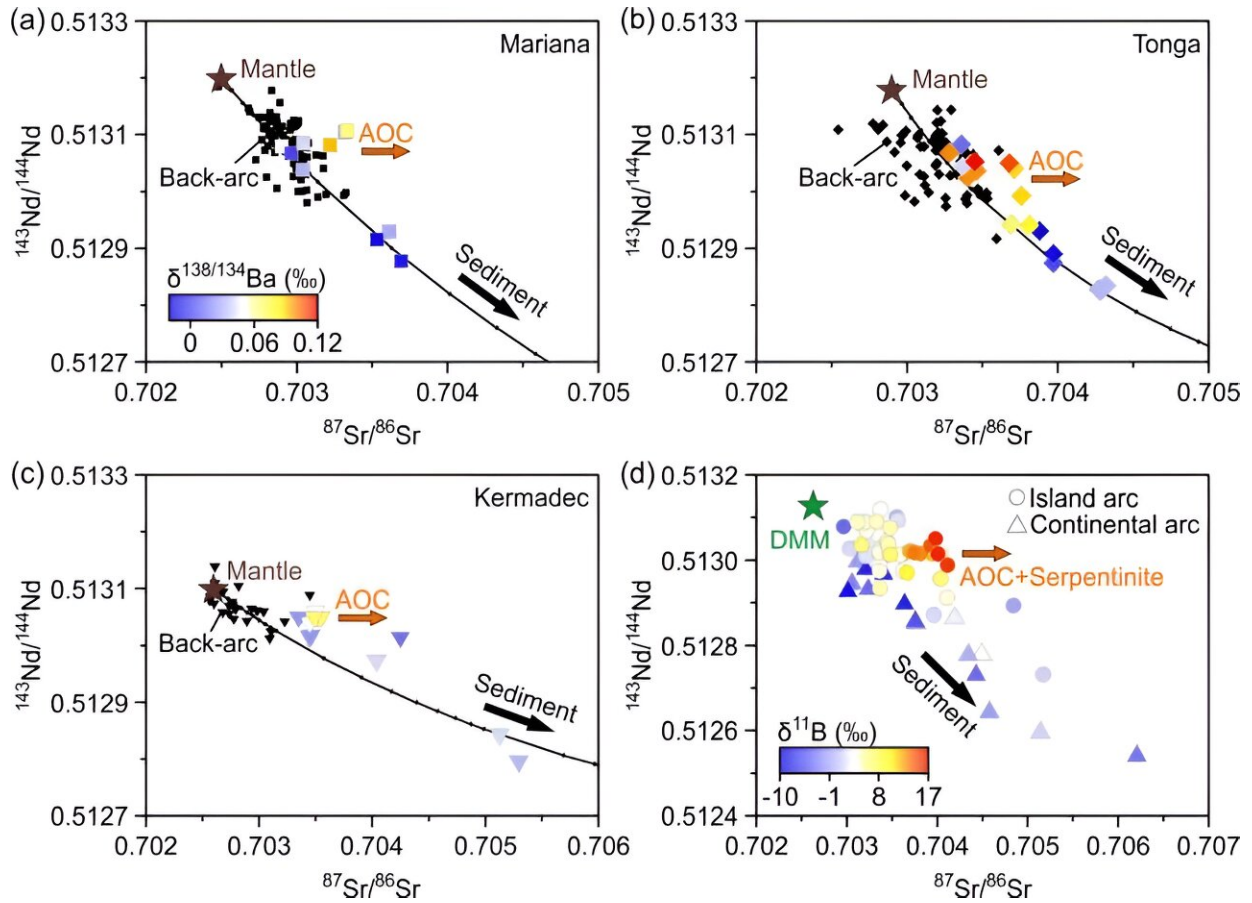 (a)
Mariana
0.5133
0.5131
0.5129
0.5127
¹⁴³Nd/¹⁴⁴Nd
Mantle
AOC
Back-arc
Sediment
δ¹³⁸/¹³⁴Ba (‰)
0 0.06 0.12
0.702 0.703 0.704 0.705
⁸⁷Sr/⁸⁶Sr
(b)
Tonga
0.5133
0.5131
0.5129
0.5127
¹⁴³Nd/¹⁴⁴Nd
Mantle
Back-arc
AOC
Sediment
0.702 0.703 0.704 0.705
⁸⁷Sr/⁸⁶Sr
(c)
Kermadec
0.5133
0.5131
0.5129
0.5127
¹⁴³Nd/¹⁴⁴Nd
Mantle
AOC
Back-arc
Sediment
0.702 0.703 0.704 0.705 0.706
⁸⁷Sr/⁸⁶Sr
(d)
Island arc
Continental arc
0.5132
0.5130
0.5128
0.5126
0.5124
¹⁴³Nd/¹⁴⁴Nd
DMM
AOC+Serpentinite
Sediment
δ¹¹B (‰)
-10 -1 8 17
0.702 0.703 0.704 0.705 0.706 0.707
⁸⁷Sr/⁸⁶Sr